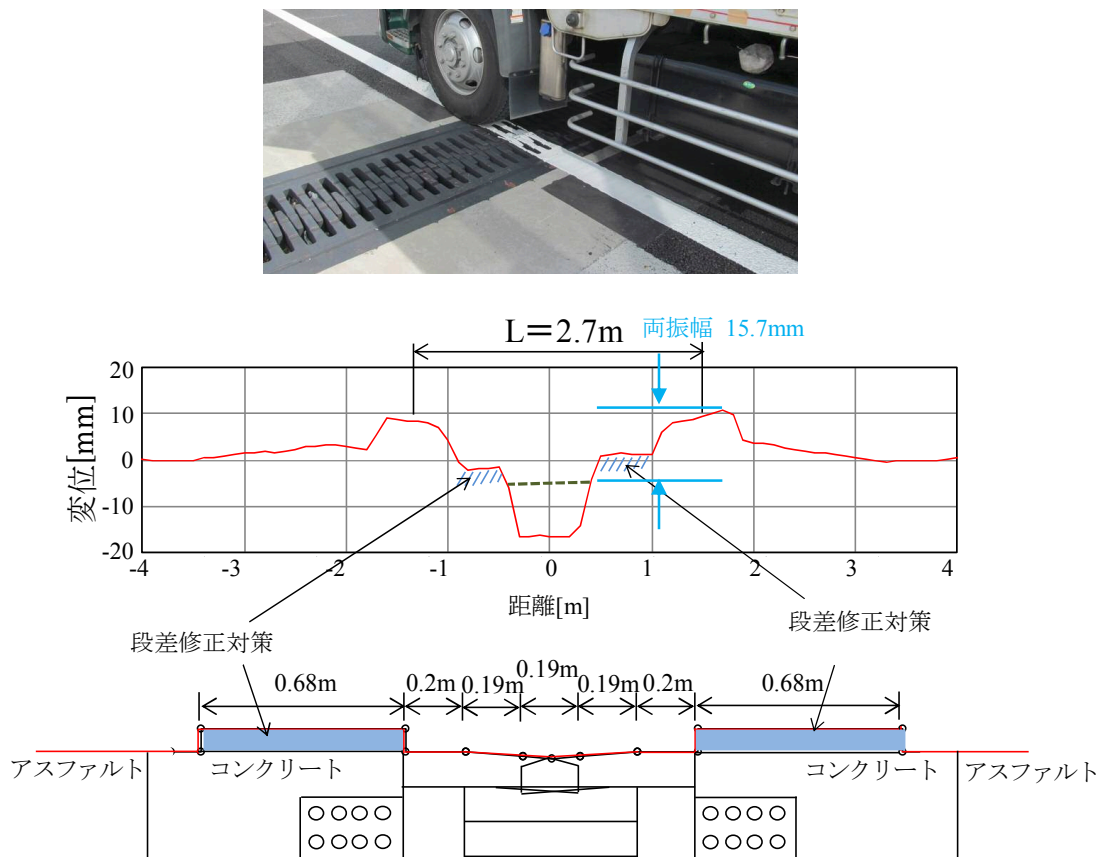 L＝2.7m
両振幅 15.7mm
20
10
0
-10
-20
変位[mm]
-4
-3
-2
-1
0
1
2
3
4
距離[m]
段差修正対策
段差修正対策
0.68m
0.2m
0.19m
0.19m
0.19m
0.2m
0.68m
アスファルト
コンクリート
コンクリート
アスファルト